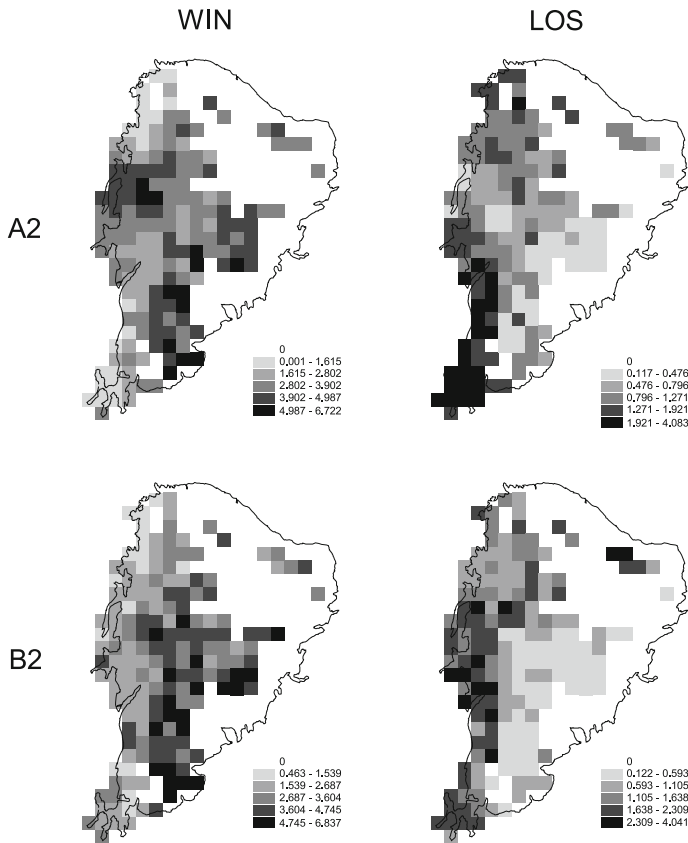 WIN
LOS
A2
0
0.001 - 1.615
1.615 - 2.802
2.802 - 3.902
3.902 - 4.987
4.987 - 6.722
0
0.117 - 0.476
0.476 - 0.796
0.796 - 1.271
1.271 - 1.921
1.921 - 4.083
B2
0
0.463 - 1.539
1.539 - 2.687
2.687 - 3.604
3.604 - 4.745
4.745 - 6.837
0
0.122 - 0.593
0.593 - 1.105
1.105 - 1.638
1.638 - 2.309
2.309 - 4.041